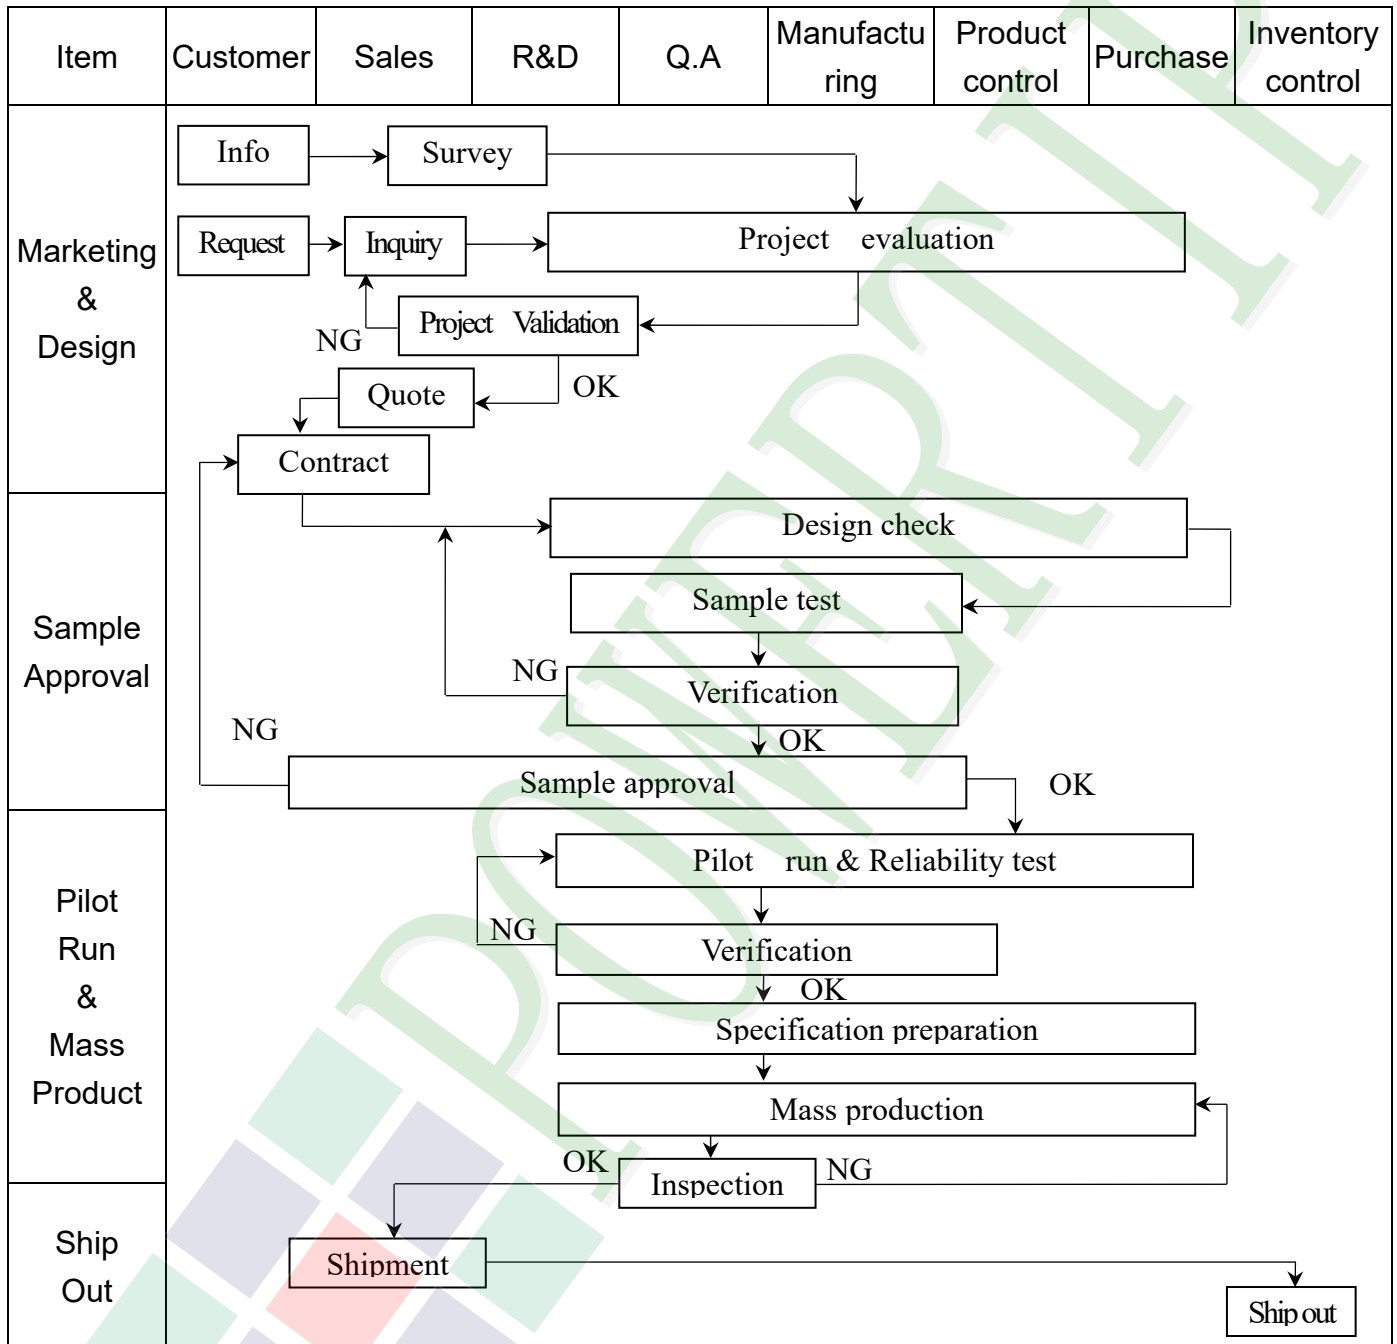 Item
Customer
Sales
R&D
Q.A
Manufactu
ring
Product
control
Purchase
Inventory
control
Marketing
&
Design
Info
Survey
Request
Inquiry
Project evaluation
Project Validation
NG
OK
Quote
Contract
Sample
Approval
Design check
Sample test
NG
Verification
OK
NG
Sample approval
OK
Pilot
Run
&
Mass
Product
Pilot run & Reliability test
NG
Verification
OK
Specification preparation
Mass production
OK
Inspection
NG
Ship
Out
Shipment
Ship out
POWERTIP